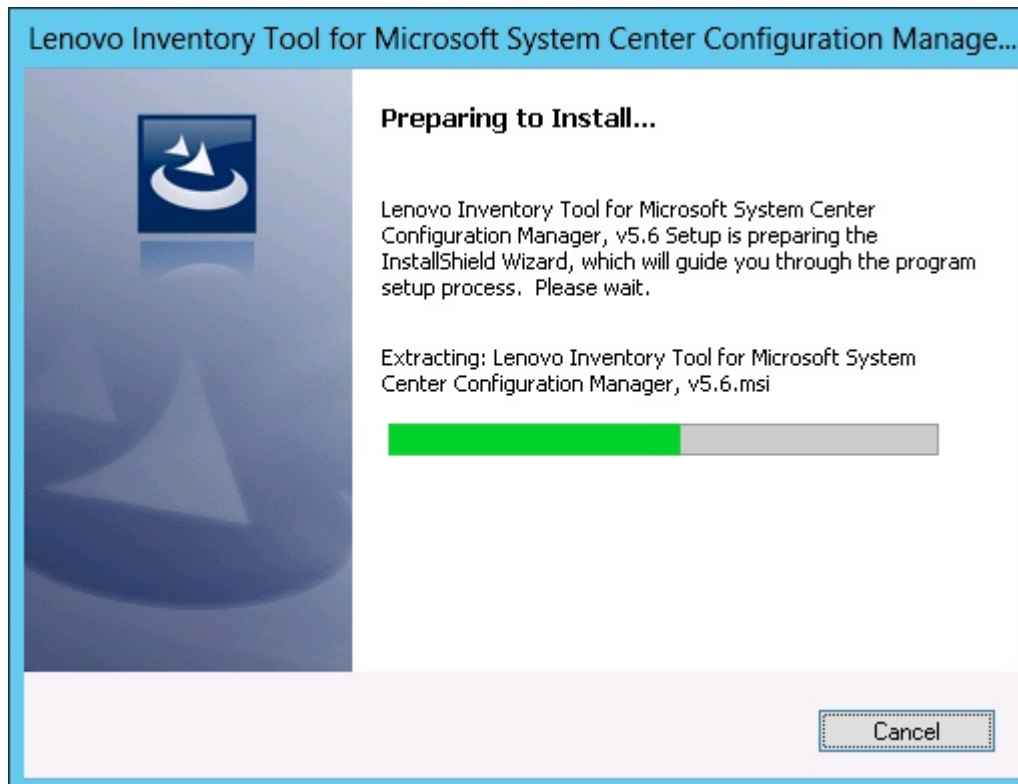 Lenovo Inventory Tool for Microsoft System Center Configuration Manage...
Preparing to Install...
Lenovo Inventory Tool for Microsoft System Center
Configuration Manager, v5.6 Setup is preparing the
InstallShield Wizard, which will guide you through the program
setup process.  Please wait.
Extracting: Lenovo Inventory Tool for Microsoft System
Center Configuration Manager, v5.6.msi
Cancel